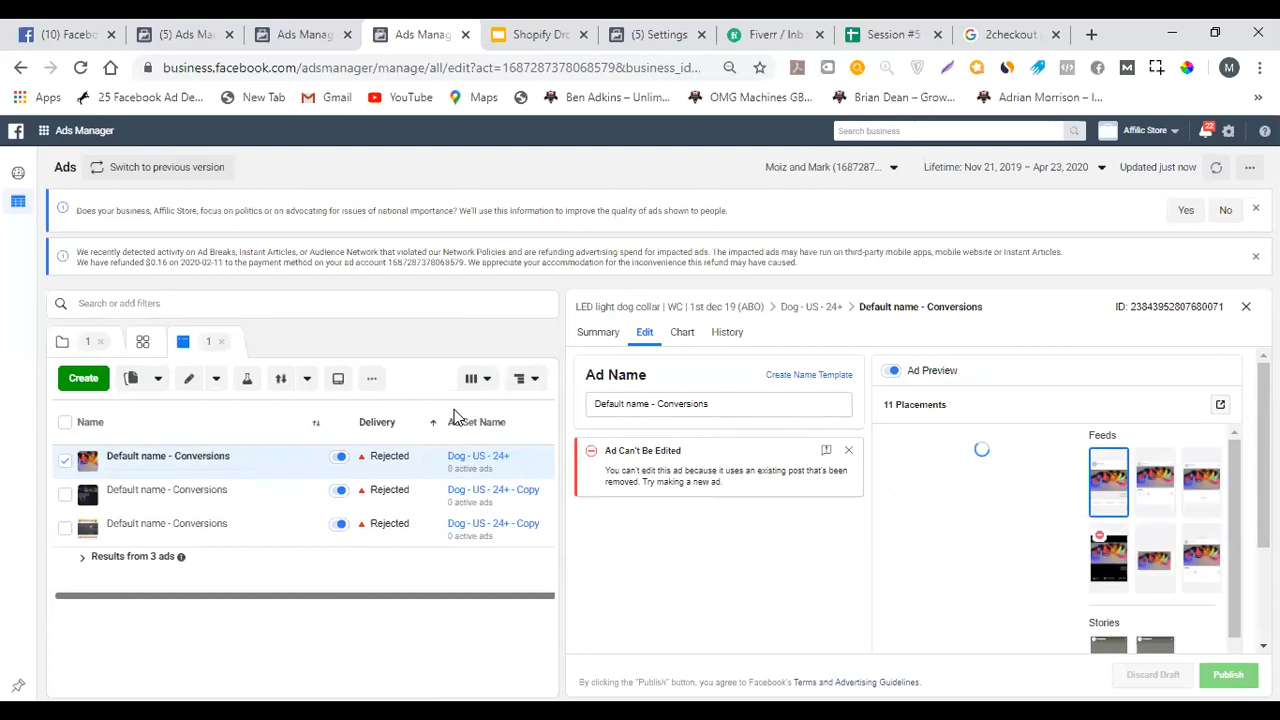 (10) Facebo
(5) Ads Ma
Ads Manag
Ads Manag
Shopify Dro
(5) Settings
Fiverr / Inb
Session #5
2checkout a
business.facebook.com/adsmanager/manage/all/edit?act=1687287378068579&business_id...
M
Apps
25 Facebook Ad De...
New Tab
Gmail
YouTube
Maps
Ben Adkins – Unlim...
OMG Machines GB...
Brian Dean – Grow...
Adrian Morrison – I...
»
Ads Manager
Search business
Affilic Store
22
Ads
Switch to previous version
Moiz and Mark (1687287...
Lifetime: Nov 21, 2019 – Apr 23, 2020
Updated just now
Does your business, Affilic Store, focus on politics or on advocating for issues of national importance? We'll use this information to improve the quality of ads shown to people.
Yes
No
We recently detected activity on Ad Breaks, Instant Articles, or Audience Network that violated our Network Policies and are refunding advertising spend for impacted ads. The impacted ads may have run on third-party mobile apps, mobile website or Instant Articles.
We have refunded $0.16 on 2020-02-11 to the payment method on your ad account 1687287378068579. We appreciate your accommodation for the inconvenience this refund may have caused.
Search or add filters
1
1
Create
Name
Delivery
Set Name
Default name - Conversions
Rejected
Dog - US - 24+
0 active ads
Default name - Conversions
Rejected
Dog - US - 24+ - Copy
0 active ads
Default name - Conversions
Rejected
Dog - US - 24+ - Copy
0 active ads
Results from 3 ads
LED light dog collar | WC | 1st dec 19 (ABO)
Dog - US - 24+
Default name - Conversions
ID: 23843952807680071
Summary
Edit
Chart
History
Ad Name
Create Name Template
Default name - Conversions
Ad Can't Be Edited
You can't edit this ad because it uses an existing post that's been
removed. Try making a new ad.
Ad Preview
11 Placements
Feeds
Stories
By clicking the "Publish" button, you agree to Facebook's Terms and Advertising Guidelines.
Discard Draft
Publish